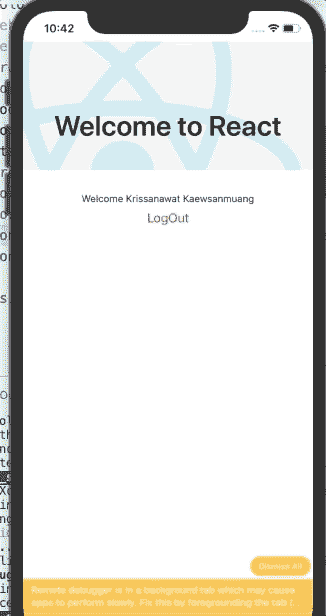 10:42
Welcome to React
Welcome Krissanawat Kaewsanmuang
LogOut
Dismiss All
Remote debugger is in a background tab which may cause
apps to perform slowly. Fix this by foregrounding the tab (